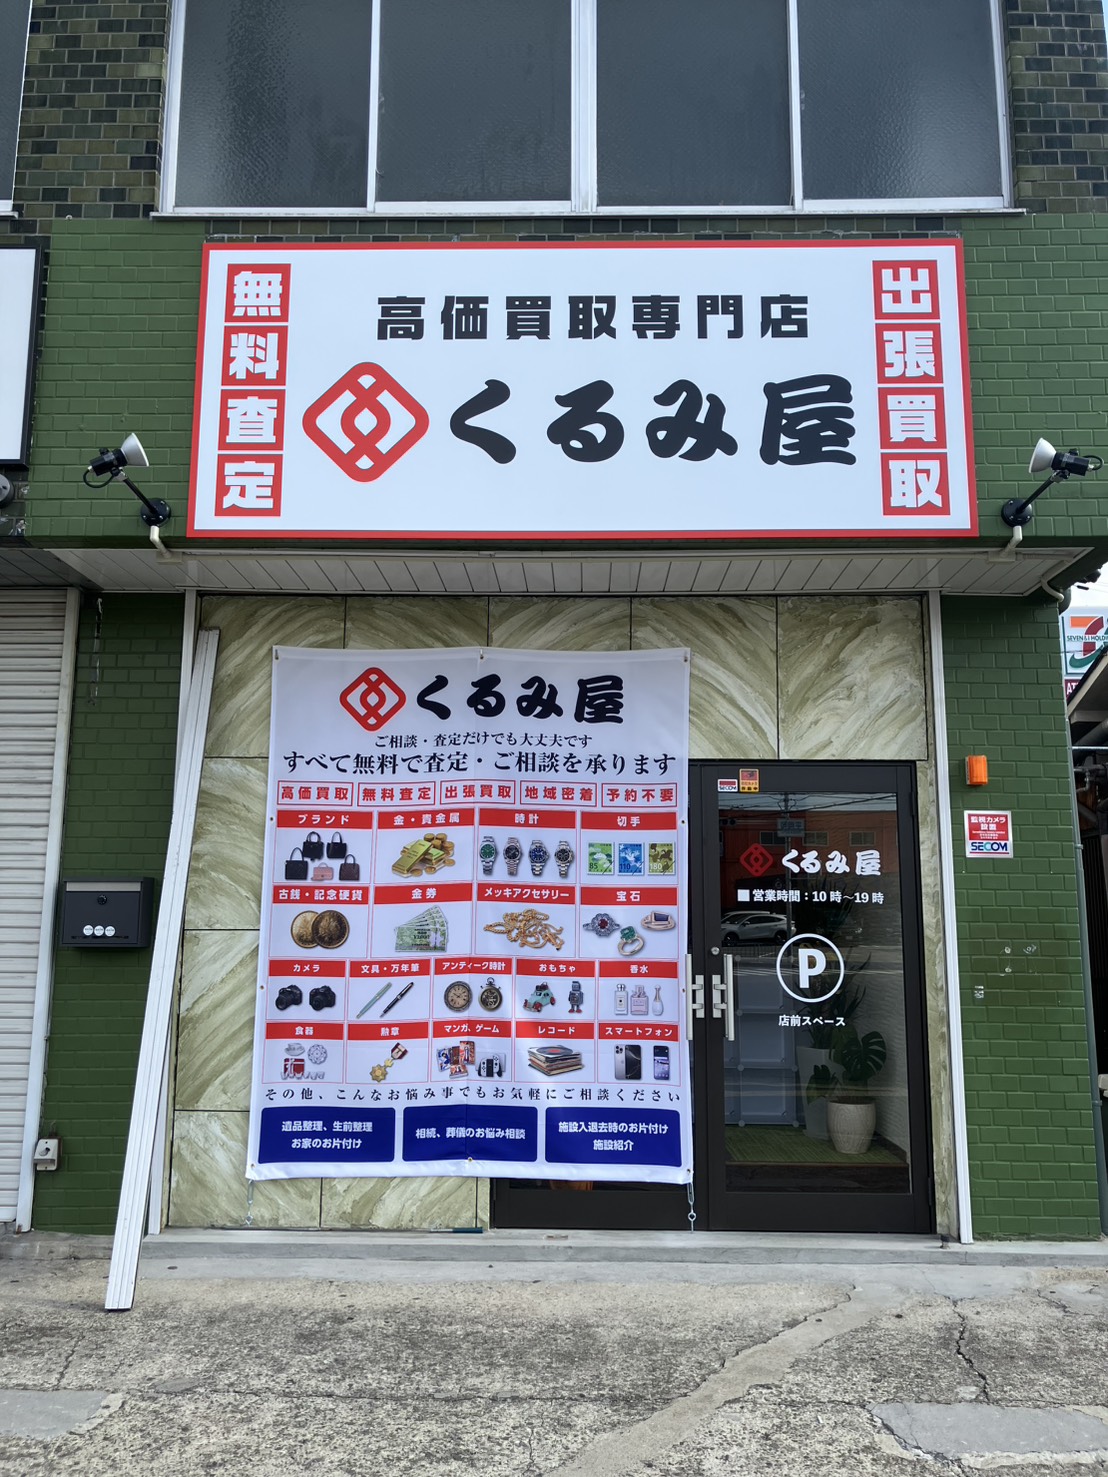 無料査定
高価買取専門店
くるみ屋
出張買取
くるみ屋
ご相談・査定だけでも大丈夫です
すべて無料で査定・ご相談を承ります
高価買取 無料査定 出張買取 地域密着 予約不要
ブランド 金・貴金属 時計 切手
古銭・記念硬貨 金券 メッキアクセサリー 宝石
カメラ 文具・万年筆 アンティーク時計 おもちゃ 香水
食器 勲章 マンガ、ゲーム レコード スマートフォン
その他、こんなお悩み事でもお気軽にご相談ください
遺品整理、生前整理
お家のお片付け
相続、葬儀のお悩み相談
施設入退去時のお片付け
施設紹介
SECOM
くるみ屋
■営業時間：10時〜19時
P
店前スペース
監視カメラ
設置
SECOM
SEVEN&I HOLD
AT